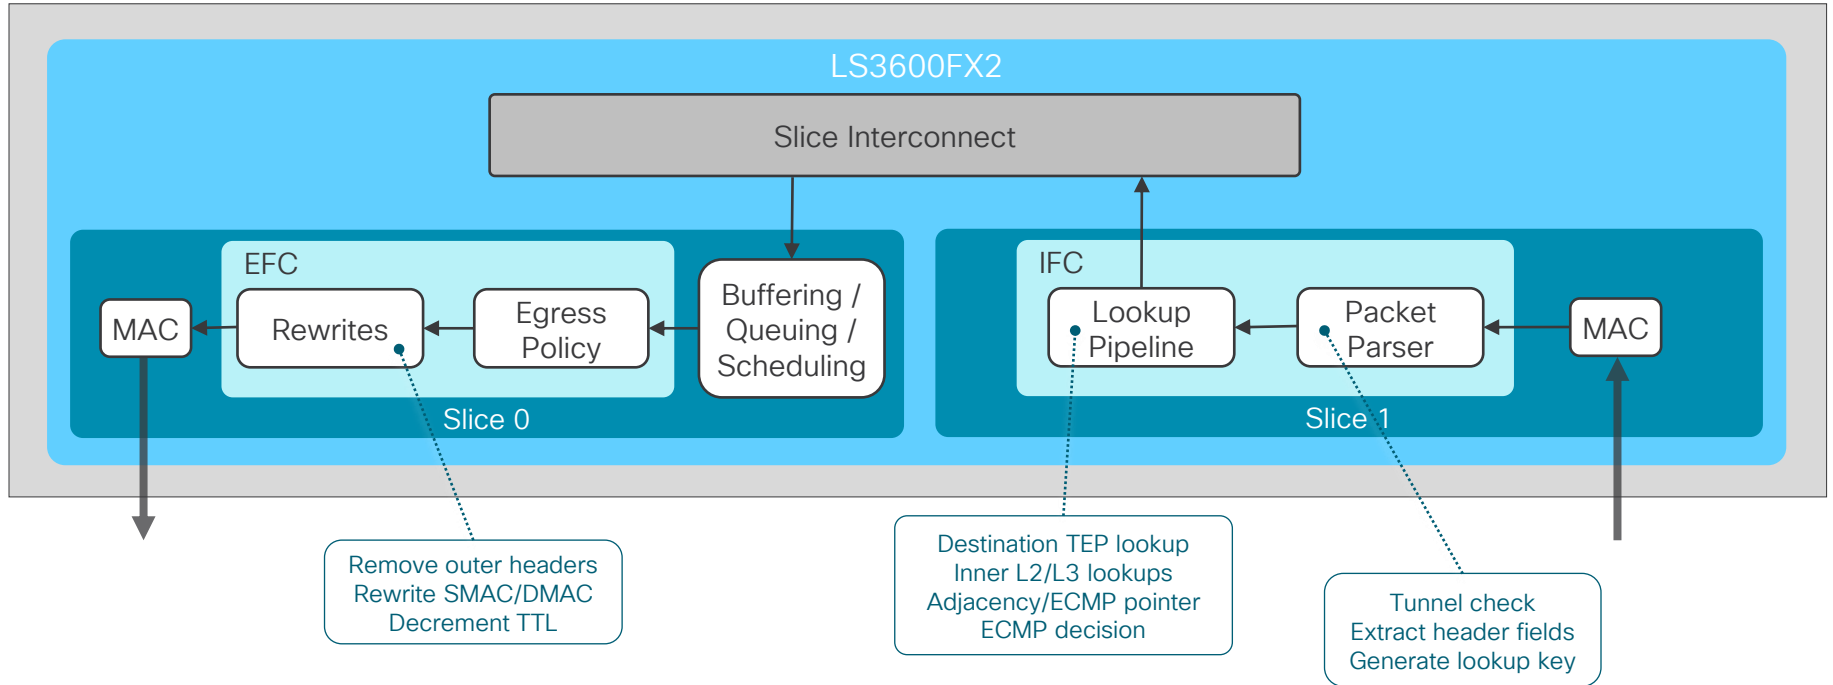 LS3600FX2
Slice Interconnect
EFC
MAC
Rewrites
Egress
Policy
Buffering /
Queuing /
Scheduling
Slice 0
IFC
Lookup
Pipeline
Packet
Parser
MAC
Slice 1
Remove outer headers
Rewrite SMAC/DMAC
Decrement TTL
Destination TEP lookup
Inner L2/L3 lookups
Adjacency/ECMP pointer
ECMP decision
Tunnel check
Extract header fields
Generate lookup key